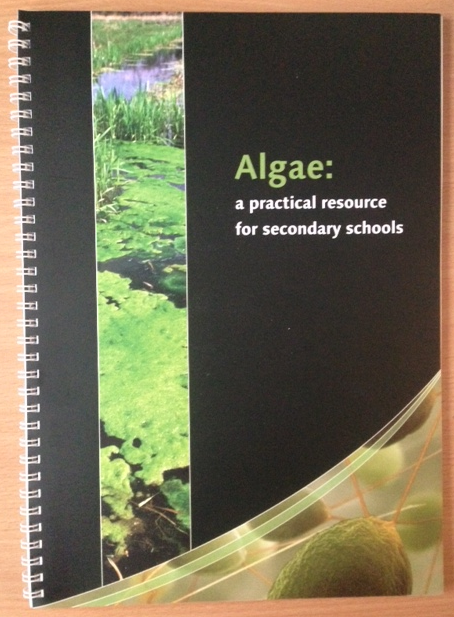 Algae:
a practical resource
for secondary schools